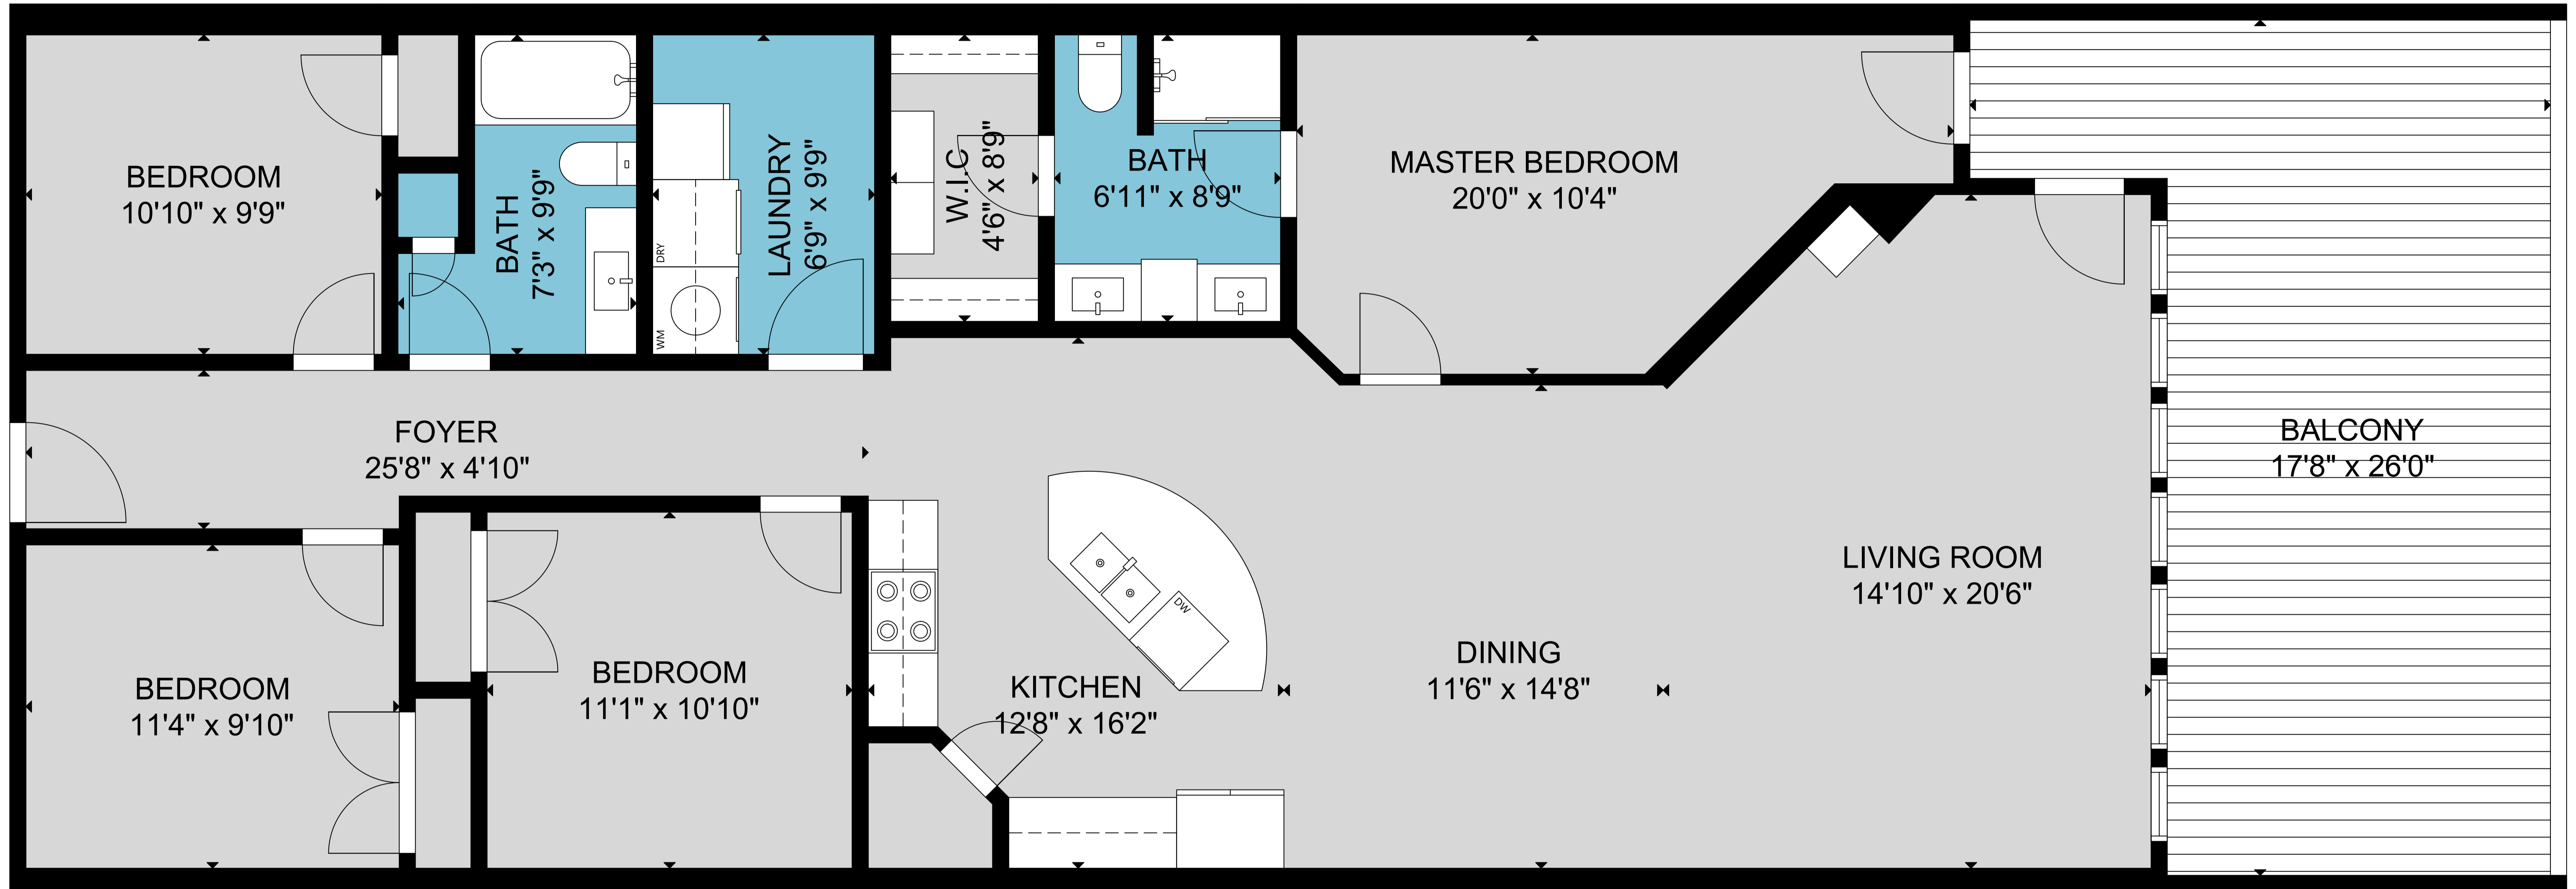 BEDROOM
10'10" x 9'9"
BATH
7'3" x 9'9"
LAUNDRY
6'9" x 9'9"
DRY
WM
W.I.C
4'6" x 8'9"
BATH
6'11" x 8'9"
MASTER BEDROOM
20'0" x 10'4"
FOYER
25'8" x 4'10"
BALCONY
17'8" x 26'0"
LIVING ROOM
14'10" x 20'6"
DW
DINING
11'6" x 14'8"
KITCHEN
12'8" x 16'2"
BEDROOM
11'1" x 10'10"
BEDROOM
11'4" x 9'10"